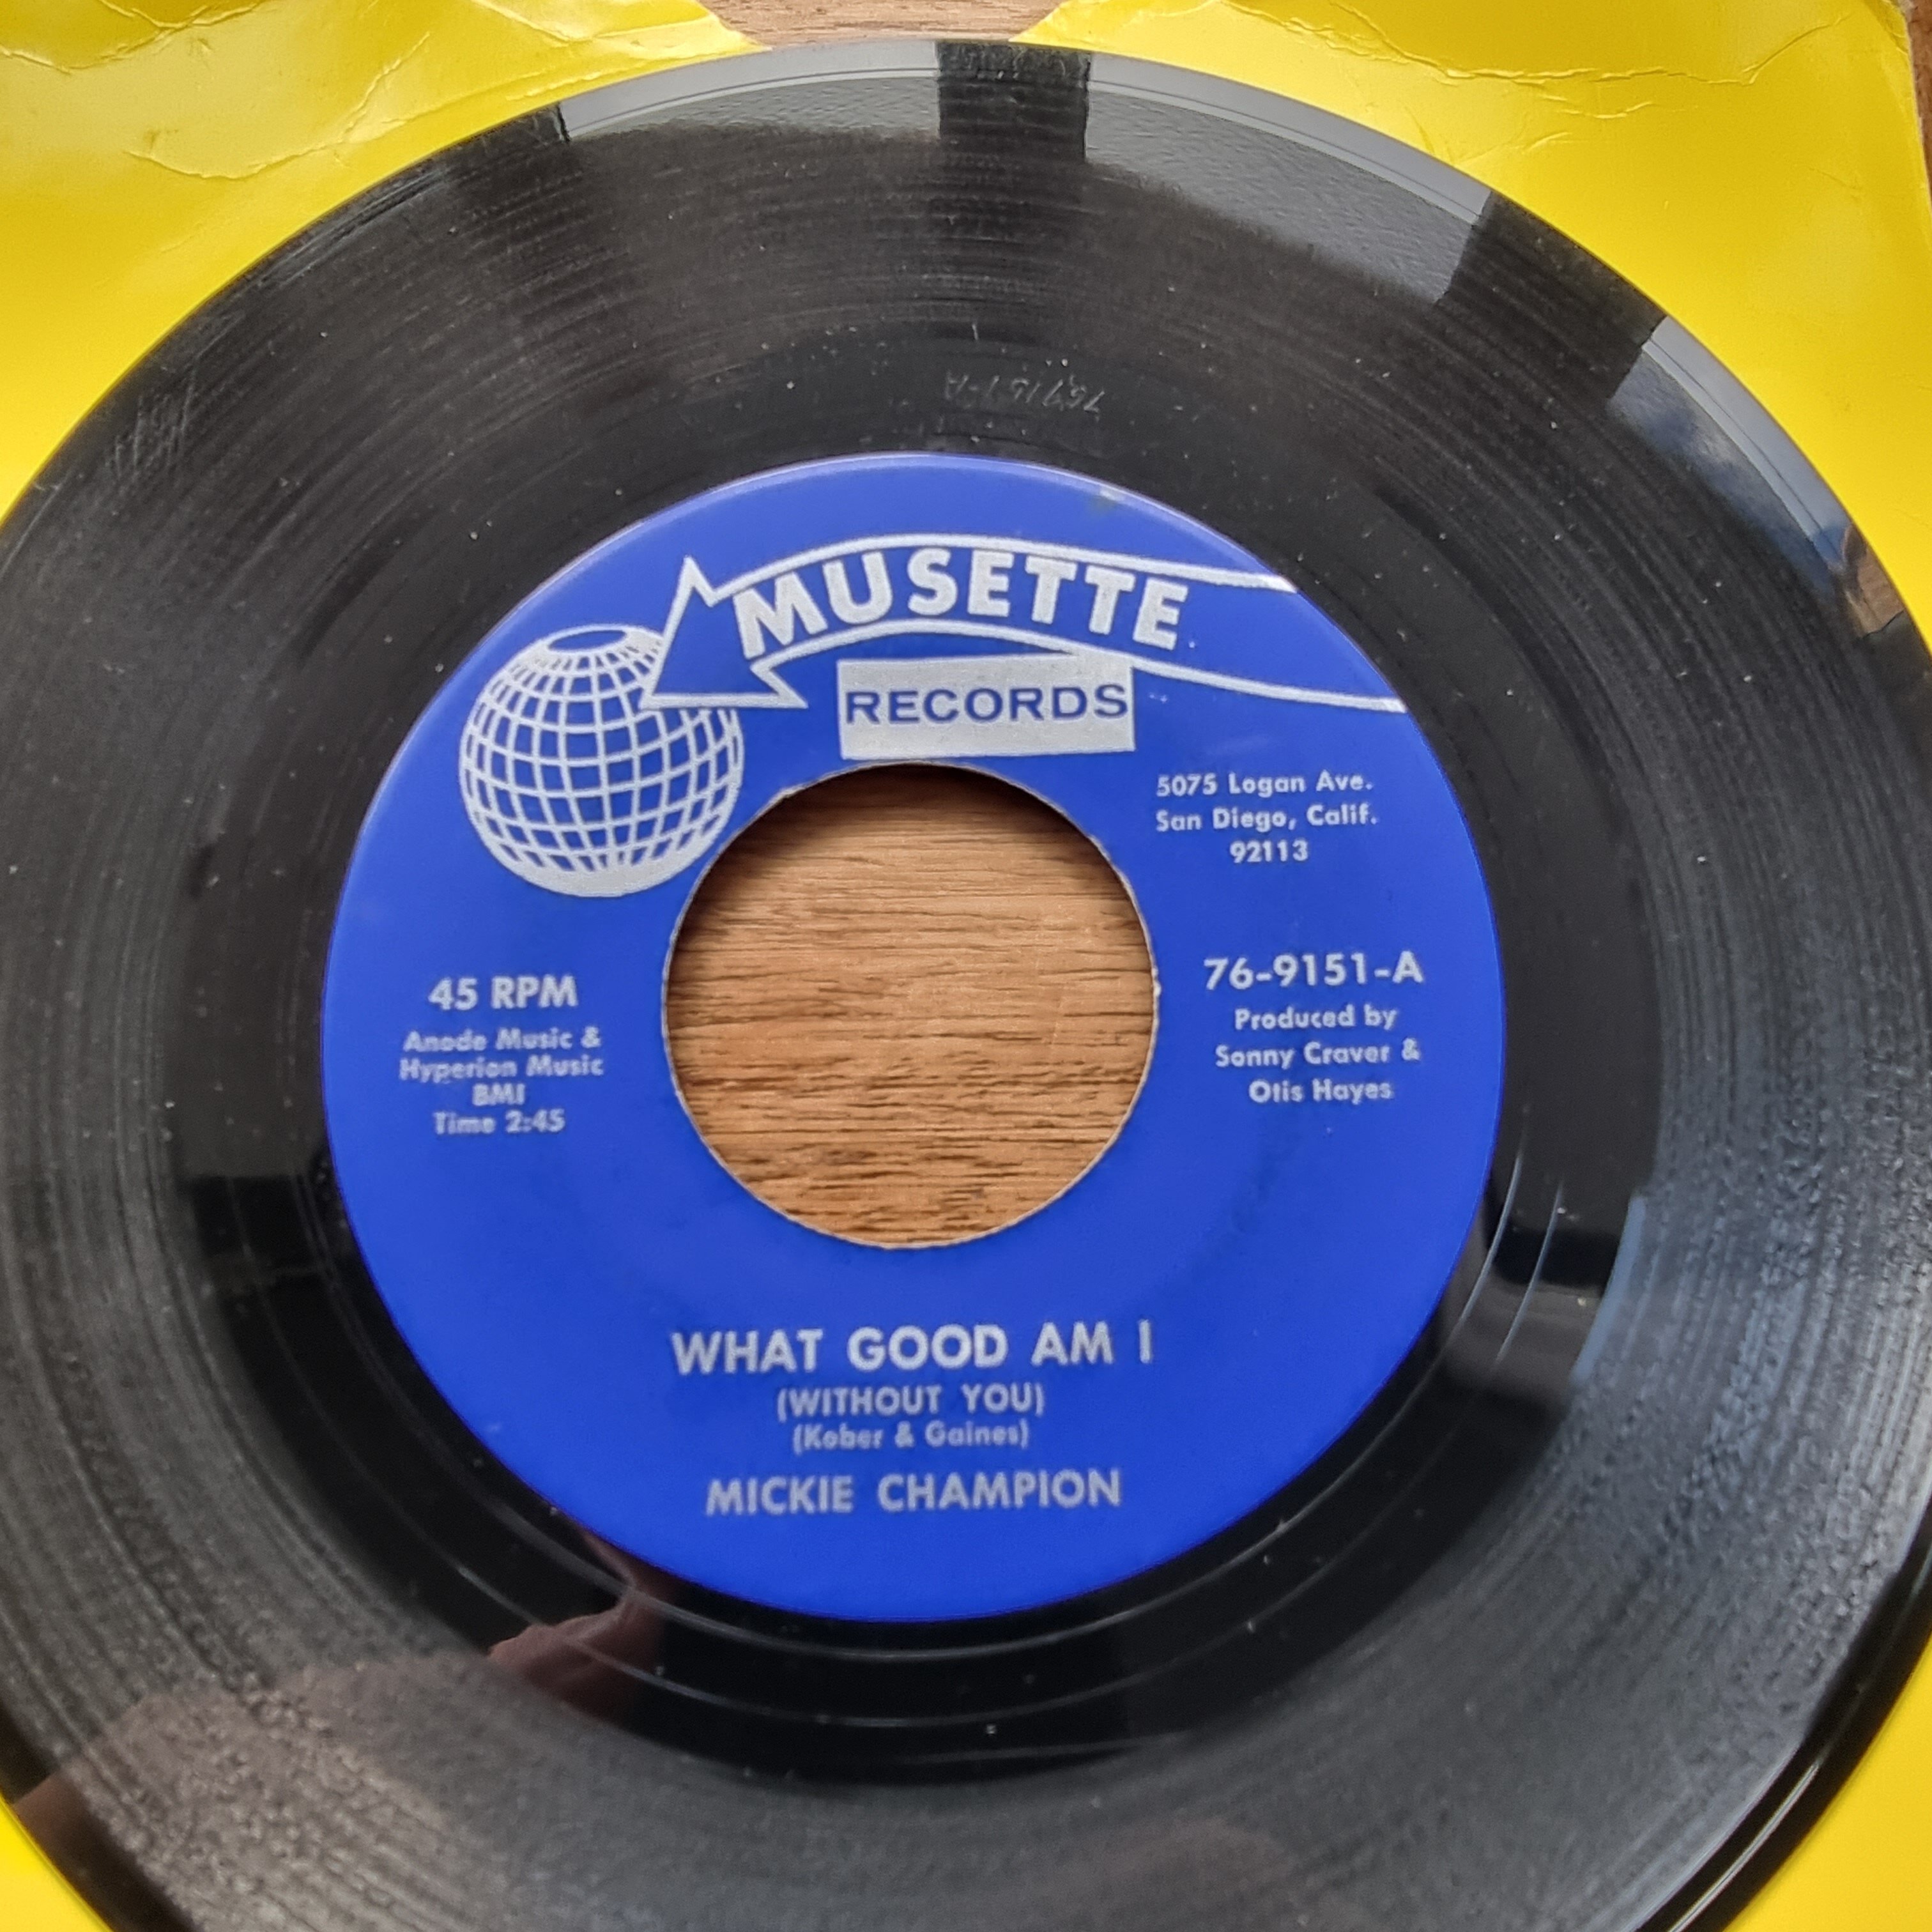 MUSETTE
RECORDS
5075 Logan Ave.
San Diego, Calif.
92113
45 RPM
Anode Music &
Hyperion Music
BMI
Time 2:45
76-9151-A
Produced by
Sonny Craver &
Otis Hayes
WHAT GOOD AM I
(WITHOUT YOU)
(Kober & Gaines)
MICKIE CHAMPION